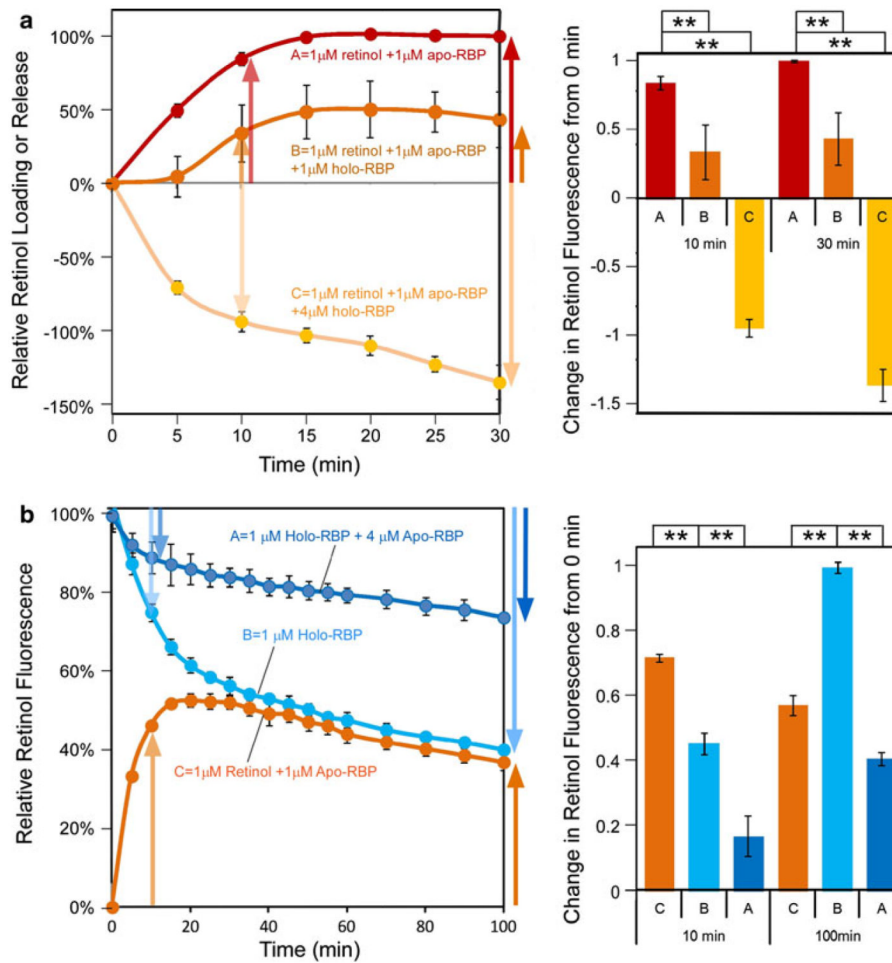 a
Relative Retinol Loading or Release
100%
50%
0%
-50%
-100%
-150%
A=1μM retinol +1μM apo-RBP
B=1μM retinol +1μM apo-RBP
+1μM holo-RBP
C=1μM retinol +1μM apo-RBP
+4μM holo-RBP
0 5 10 15 20 25 30
Time (min)
Change in Retinol Fluorescence from 0 min
** **
** **
1
0.5
0
-0.5
-1
-1.5
A B C A B C
10 min 30 min
b
Relative Retinol Fluorescence
100%
80%
60%
40%
20%
0%
A=1 μM Holo-RBP + 4 μM Apo-RBP
B=1 μM Holo-RBP
C=1μM Retinol +1μM Apo-RBP
0 20 40 60 80 100
Time (min)
Change in Retinol Fluorescence from 0 min
** ** ** **
1
0.8
0.6
0.4
0.2
0
C B A C B A
10 min 100min